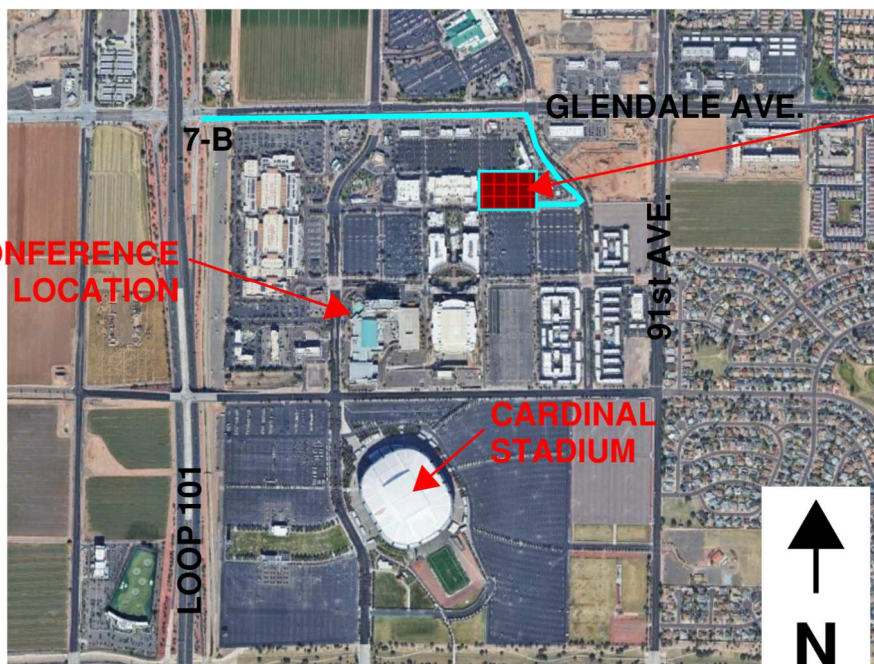 GLENDALE AVE.
7-B
ONFERENCE
LOCATION
91st AVE.
CARDINAL
STADIUM
LOOP 101
N